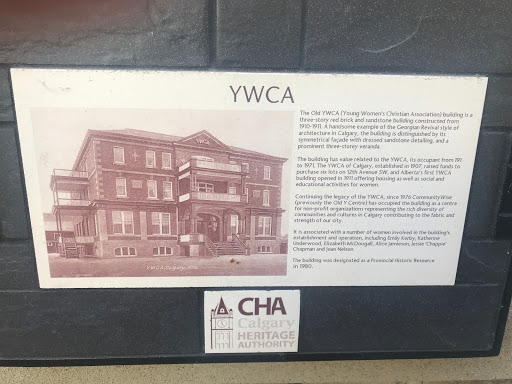 YWCA
The Old YWCA (Young Women's Christian Association) building is a
three-story red brick and sandstone building constructed from
1910-1911. A handsome example of the Georgian Revival style of
architecture in Calgary, the building is distinguished by its
symmetrical façade with dressed sandstone detailing, and a
prominent three-storey veranda.
The building has value related to the YWCA, its occupant from 1911
to 1971. The YWCA of Calgary, established in 1907, raised funds to
purchase six lots on 12th Avenue SW, and Alberta's first YWCA
building opened in 1911 offering housing as well as social and
educational activities for women.
Continuing the legacy of the YWCA, since 1976 CommunityWise
(previously the Old Y Centre) has occupied the building as a centre
for non-profit organizations representing the rich diversity of
communities and cultures in Calgary contributing to the fabric and
strength of our city.
It is associated with a number of women involved in the building's
establishment and operation, including Emily Kerby, Katherine
Underwood, Elizabeth McDougall, Alice Jamieson, Jessie 'Chappie'
Chapman and Jean Nelson.
The building was designated as a Provincial Historic Resource
in 1980.
YWCA
YWCA Calgary, Alta.
CHA
Calgary
HERITAGE
AUTHORITY